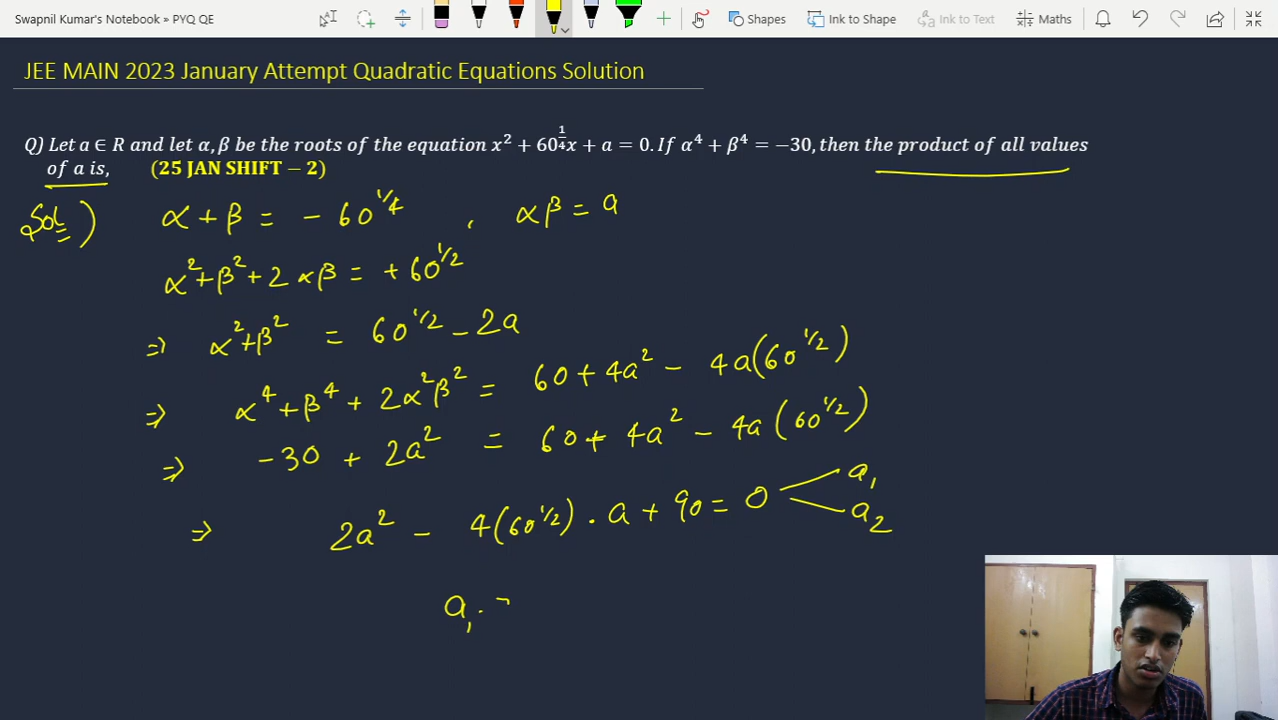 Swapnil Kumar's Notebook » PYQ QE
Shapes Ink to Shape Ink to Text Maths
JEE MAIN 2023 January Attempt Quadratic Equations Solution
Q) Let a ∈ R and let α, β be the roots of the equation x² + 60^(1/4)x + a = 0. If α⁴ + β⁴ = −30, then the product of all values
of a is, (25 JAN SHIFT − 2)
Sol) α + β = − 60^(1/4) , αβ = a
α² + β² + 2αβ = + 60^(1/2)
⇒ α² + β² = 60^(1/2) − 2a
⇒ α⁴ + β⁴ + 2α²β² = 60 + 4a² − 4a(60^(1/2))
⇒ −30 + 2a² = 60 + 4a² − 4a(60^(1/2))
⇒ 2a² − 4(60^(1/2)) . a + 90 = 0 a₁ a₂
a₁ .